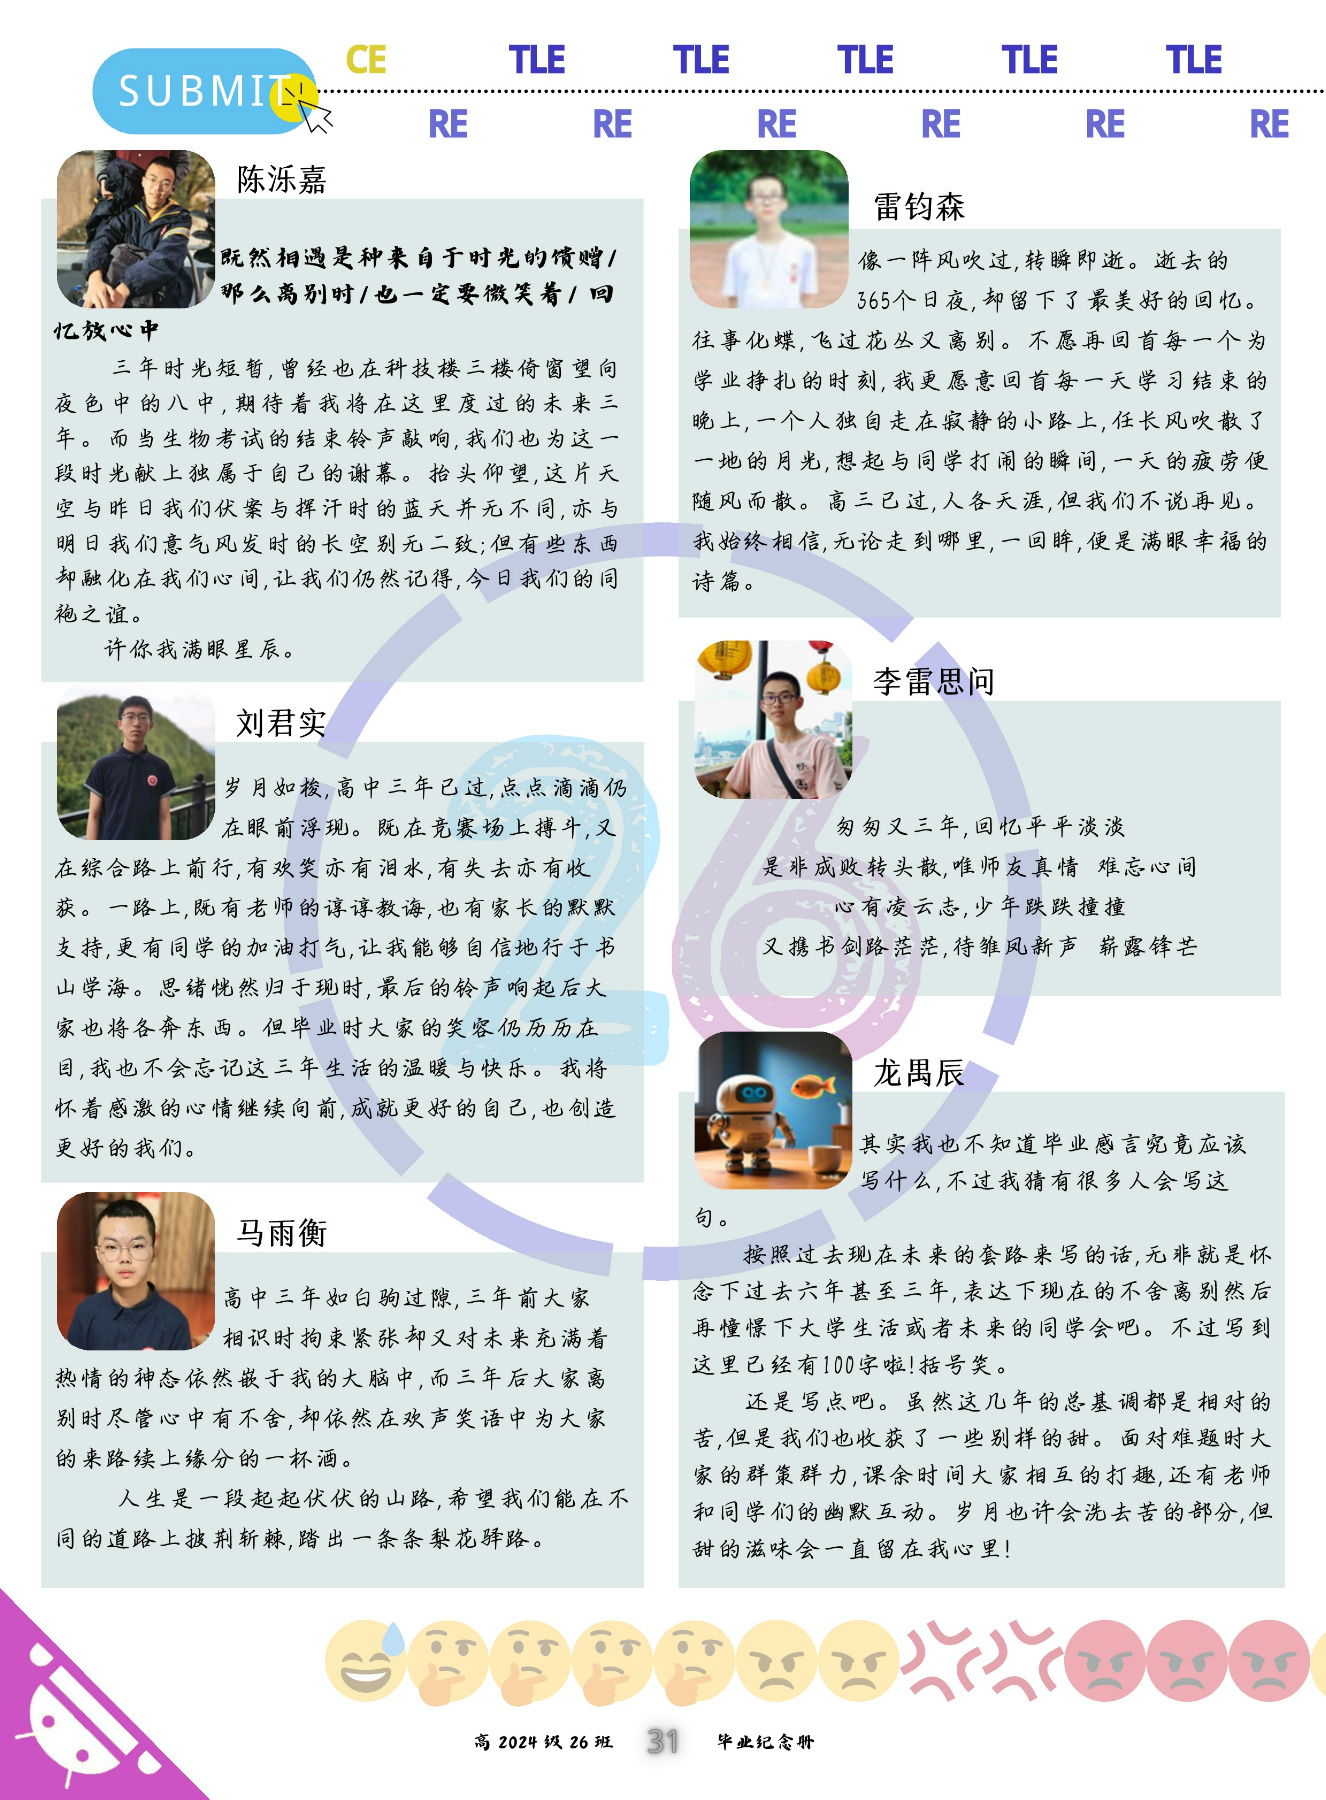 SUBMIT
CE TLE TLE TLE TLE TLE
RE RE RE RE RE RE
陈泺嘉
既然相遇是种来自于时光的馈赠/
那么离别时/也一定要微笑着/ 回
忆放心中
三年时光短暂,曾经也在科技楼三楼倚窗望向
夜色中的八中,期待着我将在这里度过的未来三
年。而当生物考试的结束铃声敲响,我们也为这一
段时光献上独属于自己的谢幕。抬头仰望,这片天
空与昨日我们伏案与挥汗时的蓝天并无不同,亦与
明日我们意气风发时的长空别无二致;但有些东西
却融化在我们心间,让我们仍然记得,今日我们的同
袍之谊。
许你我满眼星辰。
刘君实
岁月如梭,高中三年已过,点点滴滴仍
在眼前浮现。既在竞赛场上搏斗,又
在综合路上前行,有欢笑亦有泪水,有失去亦有收
获。一路上,既有老师的谆谆教诲,也有家长的默默
支持,更有同学的加油打气,让我能够自信地行于书
山学海。思绪恍然归于现时,最后的铃声响起后大
家也将各奔东西。但毕业时大家的笑容仍历历在
目,我也不会忘记这三年生活的温暖与快乐。我将
怀着感激的心情继续向前,成就更好的自己,也创造
更好的我们。
马雨衡
高中三年如白驹过隙,三年前大家
相识时拘束紧张却又对未来充满着
热情的神态依然嵌于我的大脑中,而三年后大家离
别时尽管心中有不舍,却依然在欢声笑语中为大家
的来路续上缘分的一杯酒。
人生是一段起起伏伏的山路,希望我们能在不
同的道路上披荆斩棘,踏出一条条梨花驿路。
雷钧森
像一阵风吹过,转瞬即逝。逝去的
365个日夜,却留下了最美好的回忆。
往事化蝶,飞过花丛又离别。不愿再回首每一个为
学业挣扎的时刻,我更愿意回首每一天学习结束的
晚上,一个人独自走在寂静的小路上,任长风吹散了
一地的月光,想起与同学打闹的瞬间,一天的疲劳便
随风而散。高三已过,人各天涯,但我们不说再见。
我始终相信,无论走到哪里,一回眸,便是满眼幸福的
诗篇。
李雷思问
匆匆又三年,回忆平平淡淡
是非成败转头散,唯师友真情 难忘心间
心有凌云志,少年跌跌撞撞
又携书剑路茫茫,待雏凤新声 崭露锋芒
26
龙禺辰
其实我也不知道毕业感言究竟应该
写什么,不过我猜有很多人会写这
句。
按照过去现在未来的套路来写的话,无非就是怀
念下过去六年甚至三年,表达下现在的不舍离别然后
再憧憬下大学生活或者未来的同学会吧。不过写到
这里已经有100字啦!括号笑。
还是写点吧。虽然这几年的总基调都是相对的
苦,但是我们也收获了一些别样的甜。面对难题时大
家的群策群力,课余时间大家相互的打趣,还有老师
和同学们的幽默互动。岁月也许会洗去苦的部分,但
甜的滋味会一直留在我心里!
高 2024 级 26 班 31 毕业纪念册